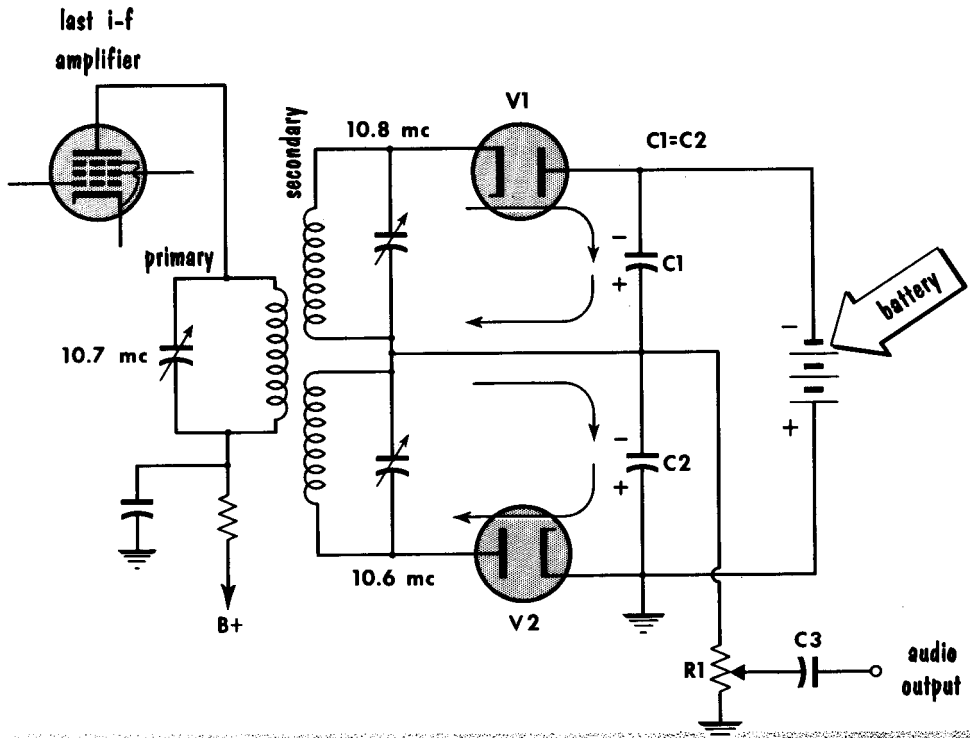 last i-f
amplifier
secondary
10.8 mc
V1
C1=C2
primary
10.7 mc
−
C1
+
battery
−
+
−
C2
+
10.6 mc
V2
B+
R1
C3
audio
output